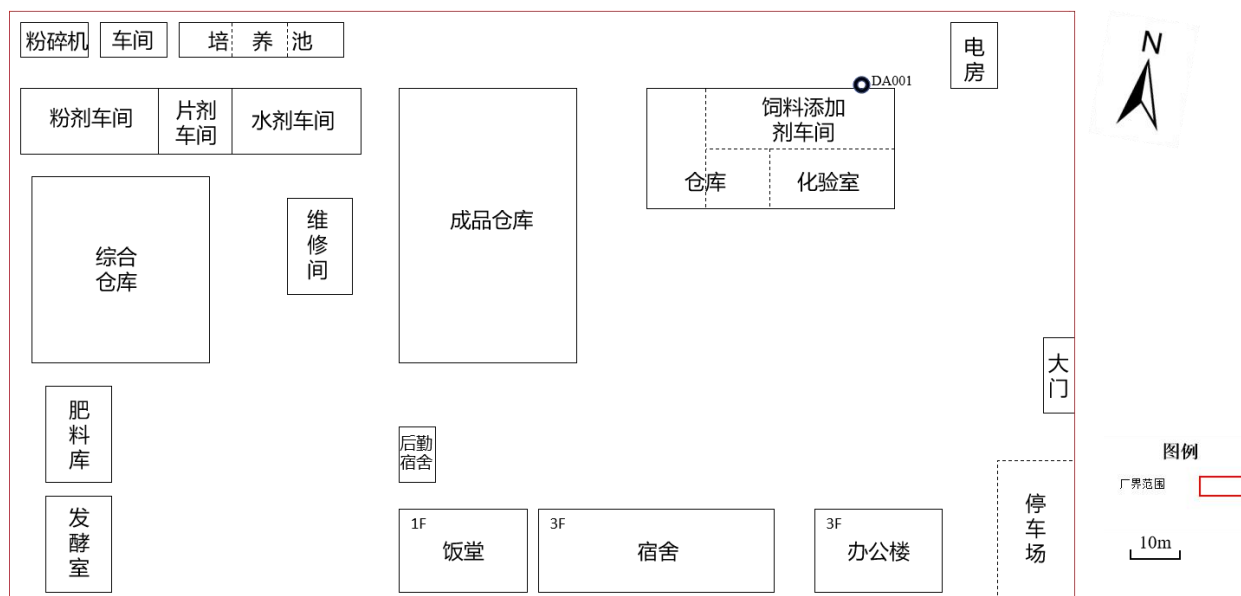 粉碎机
车间
培 养 池
电
房
N
DA001
粉剂车间
片剂
车间
水剂车间
饲料添加
剂车间
仓库
化验室
成品仓库
维
修
间
综合
仓库
大
门
肥
料
库
后勤
宿舍
图例
厂界范围
发
酵
室
1F
饭堂
3F
宿舍
3F
办公楼
停
车
场
10m